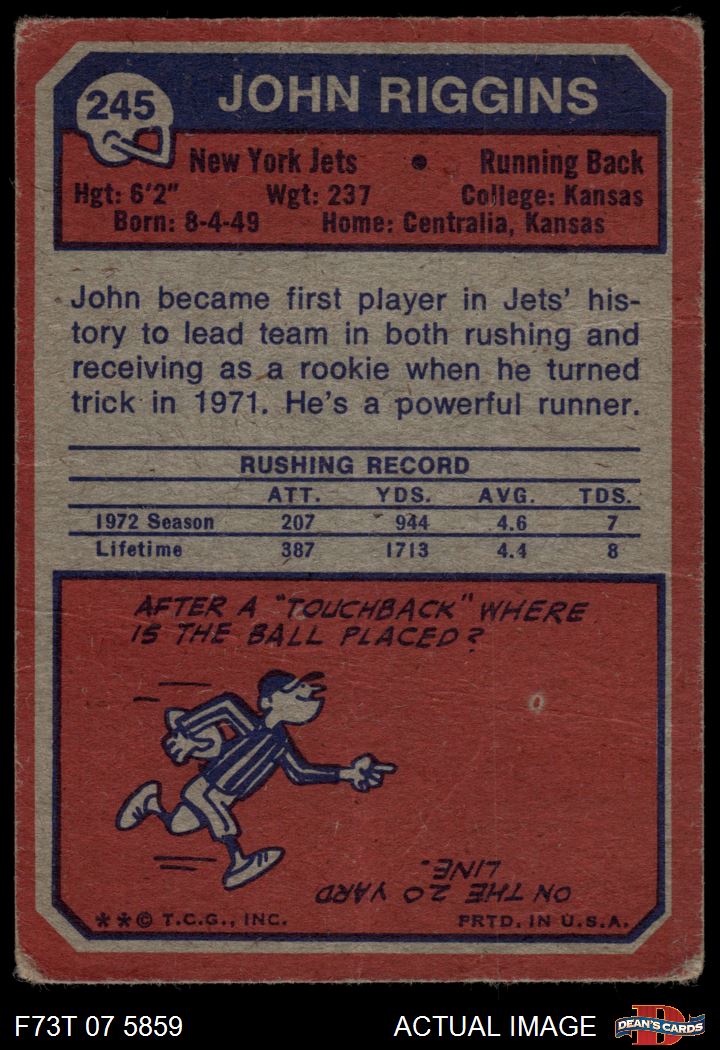 245
JOHN RIGGINS
New York Jets • Running Back
Hgt: 6'2" Wgt: 237 College: Kansas
Born: 8-4-49 Home: Centralia, Kansas
John became first player in Jets' his-
tory to lead team in both rushing and
receiving as a rookie when he turned
trick in 1971. He's a powerful runner.
RUSHING RECORD
ATT. YDS. AVG. TDS.
1972 Season 207 944 4.6 7
Lifetime 387 1713 4.4 8
AFTER A "TOUCHBACK" WHERE
IS THE BALL PLACED?
ON THE 20 YARD
LINE.
**© T.C.G., INC. PRTD. IN U.S.A.
F73T 07 5859 ACTUAL IMAGE DEAN'S CARDS